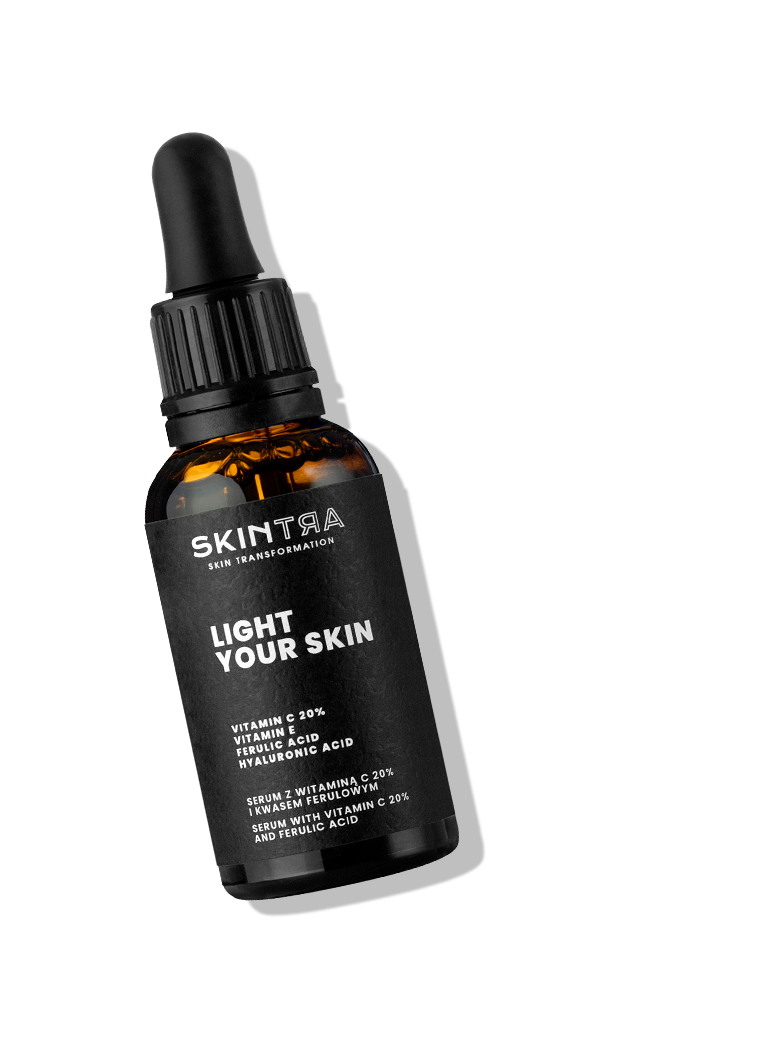 SKINTRA
SKIN TRANSFORMATION
LIGHT
YOUR SKIN
VITAMIN C 20%
VITAMIN E
FERULIC ACID
HYALURONIC ACID
SERUM Z WITAMINĄ C 20%
I KWASEM FERULOWYM
SERUM WITH VITAMIN C 20%
AND FERULIC ACID